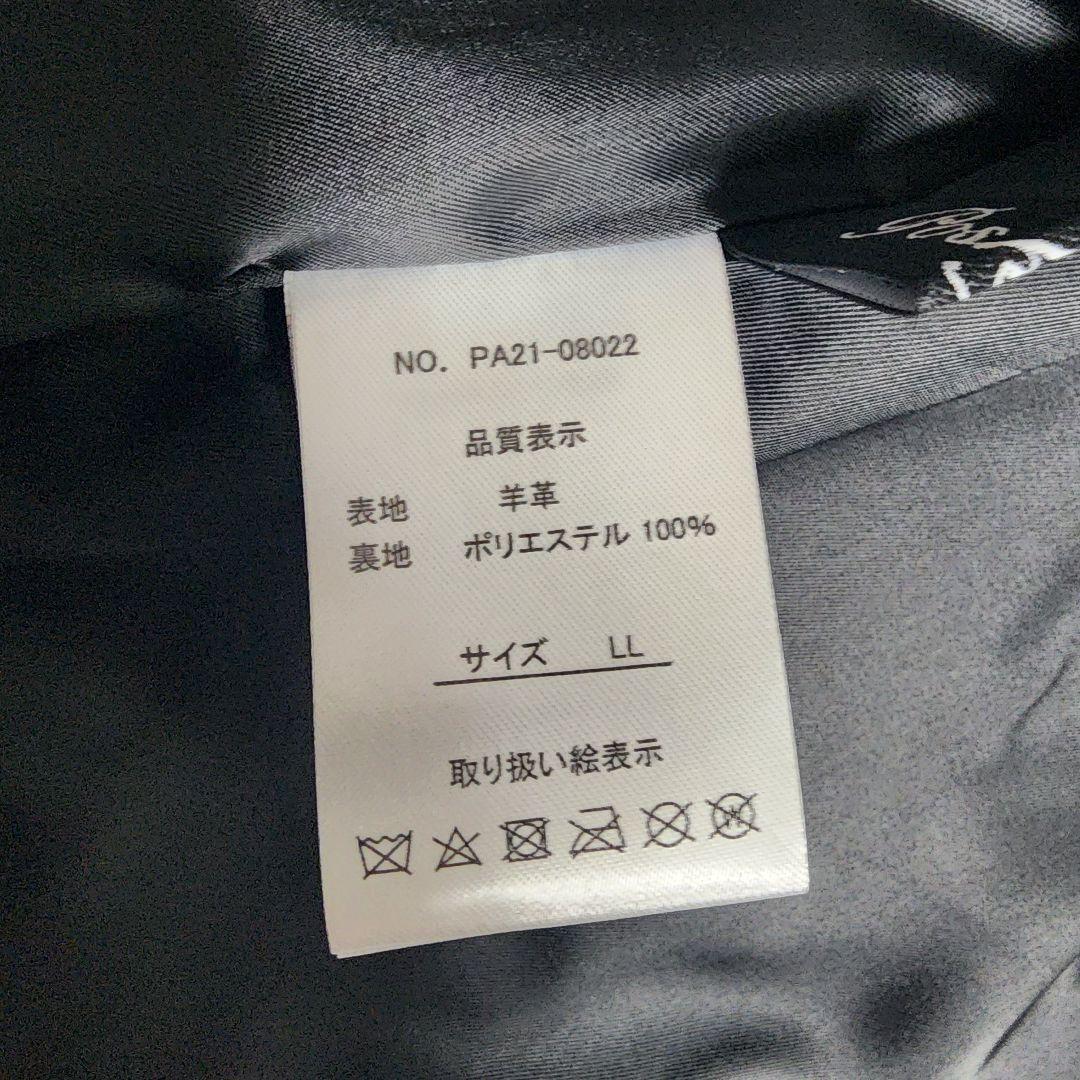 NO. PA21-08022
品質表示
表地 羊革
裏地 ポリエステル 100%
サイズ LL
取り扱い絵表示